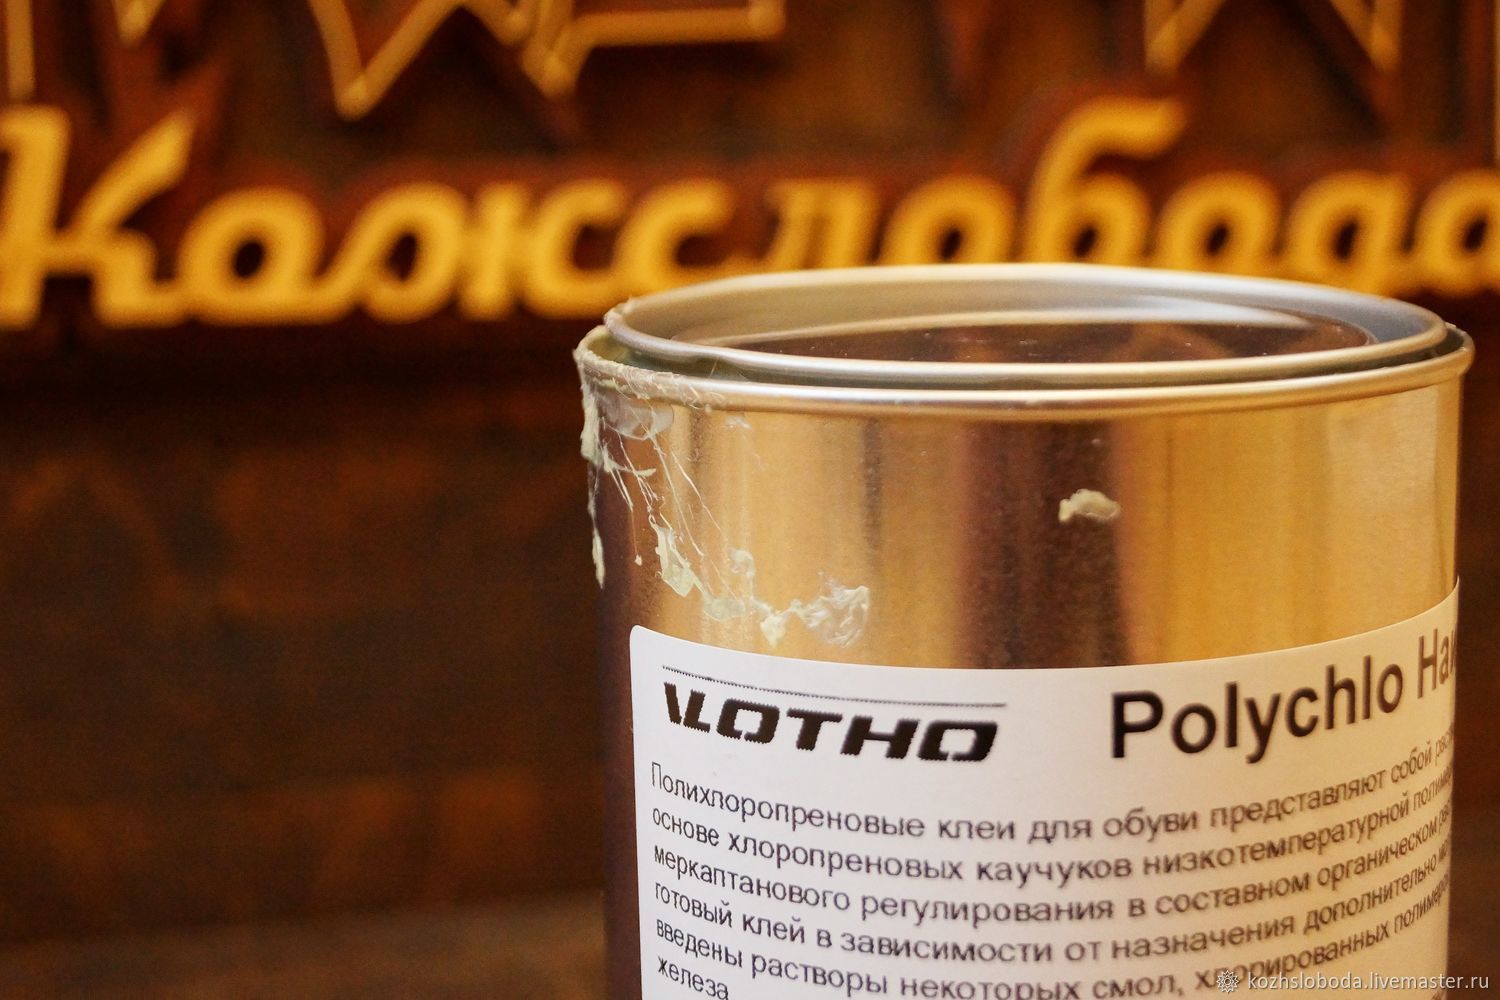 Кожслобода
VLOTHO Polychlo
Полихлоропреновые клеи для обуви представляют собой
основе хлоропреновых каучуков низкотемпературной
меркаптанового регулирования в составном органическом
готовый клей в зависимости от назначения дополнительно
введены растворы некоторых смол, хлорированных
железа
kozhsloboda.livemaster.ru